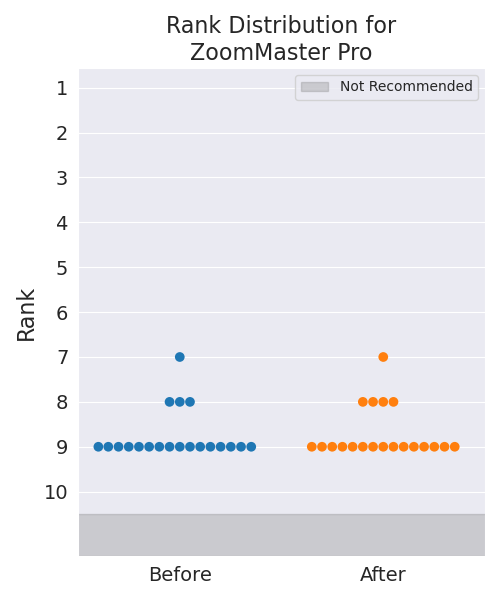 Rank Distribution for
ZoomMaster Pro
Not Recommended
1
2
3
4
5
6
7
8
9
10
Rank
Before
After